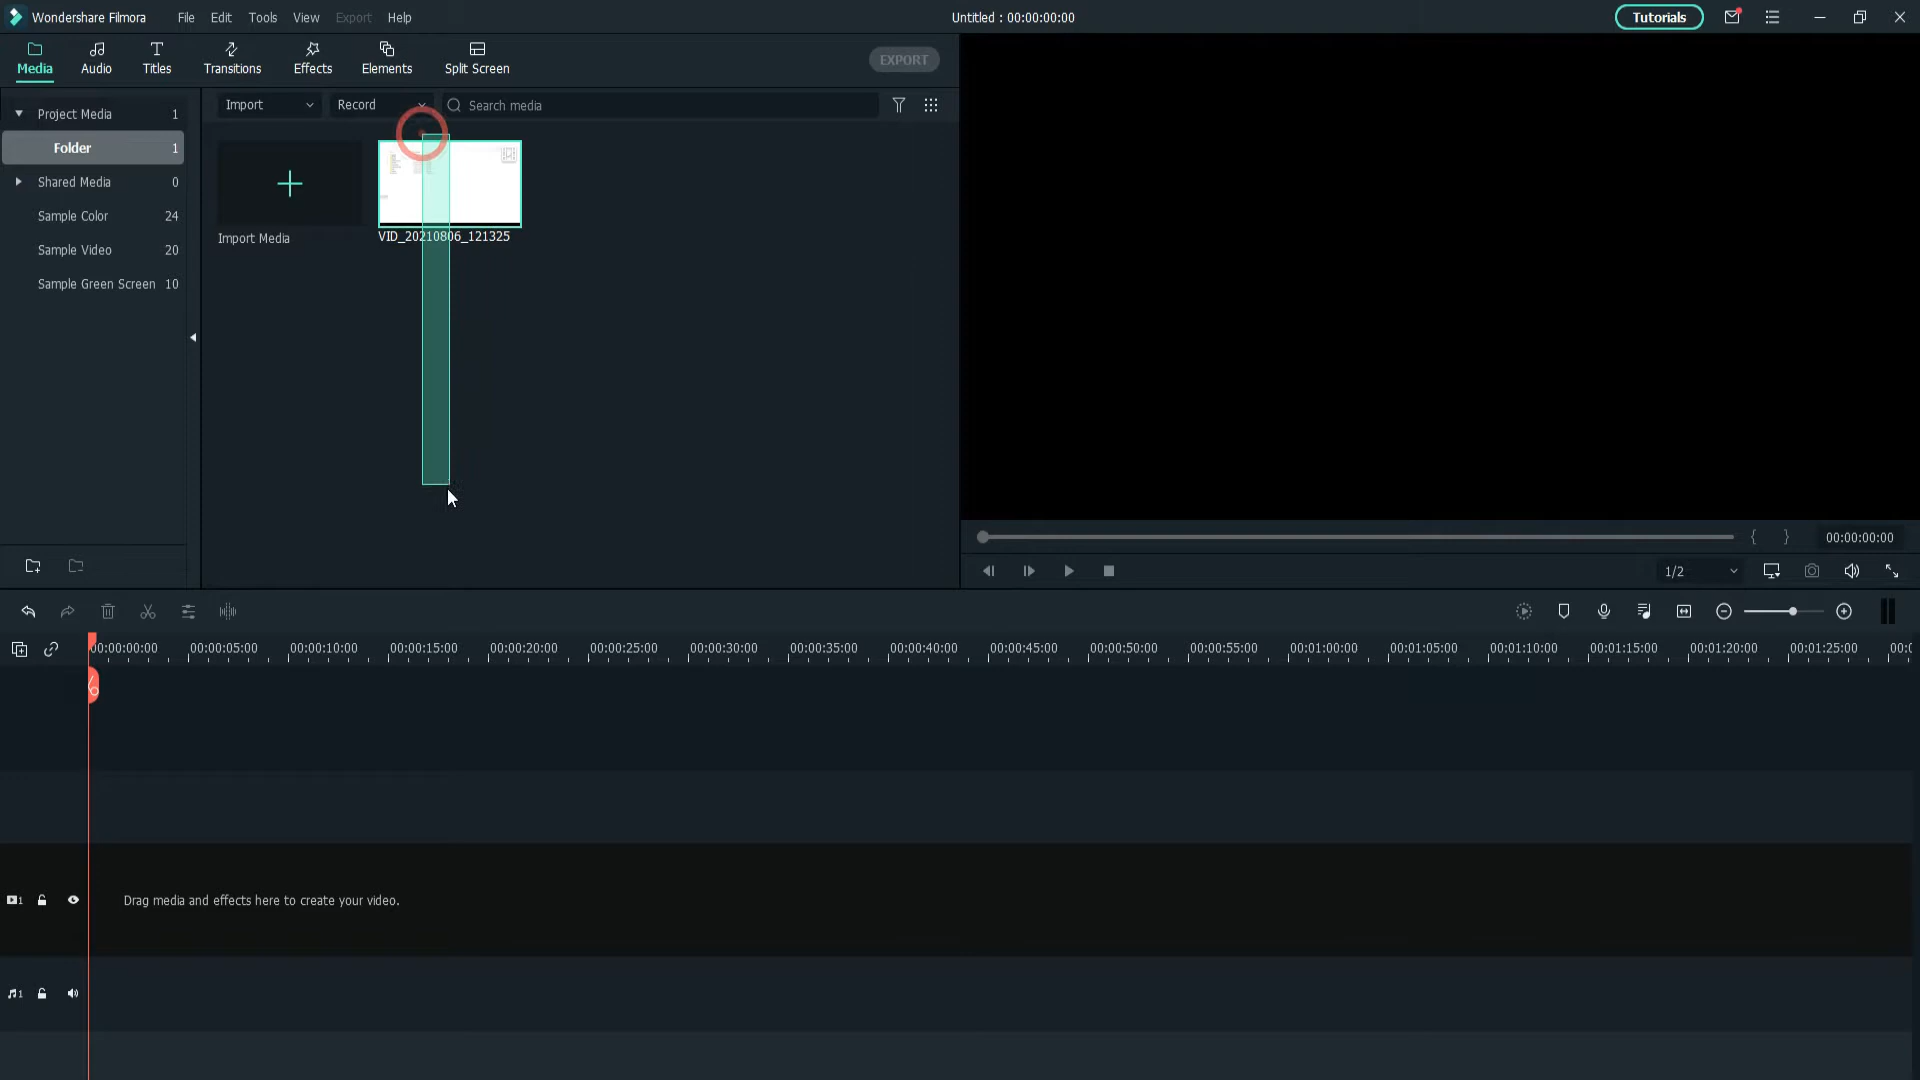 Wondershare Filmora File Edit Tools View Export Help Untitled : 00:00:00:00 Tutorials
Media Audio Titles Transitions Effects Elements Split Screen EXPORT
Import Record Search media
Project Media 1
Folder 1
Shared Media 0
Sample Color 24
Sample Video 20
Sample Green Screen 10
Import Media VID_20210806_121325
00:00:00:00
1/2
00:00:00:00 00:00:05:00 00:00:10:00 00:00:15:00 00:00:20:00 00:00:25:00 00:00:30:00 00:00:35:00 00:00:40:00 00:00:45:00 00:00:50:00 00:00:55:00 00:01:00:00 00:01:05:00 00:01:10:00 00:01:15:00 00:01:20:00 00:01:25:00
1 Drag media and effects here to create your video.
1